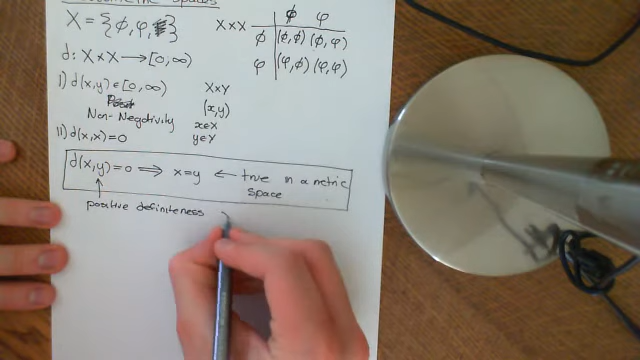 X = {ϕ, φ, }
X×X ϕ φ
ϕ (ϕ,ϕ) (ϕ,φ)
φ (φ,ϕ) (φ,φ)
d: X×X → [0,∞)
I) d(x,y) ∈ [0,∞)
Non-Negativity
X×Y
(x,y)
x∈X
y∈Y
II) d(x,x)=0
d(x,y)=0 ⟹ x=y ← true in a metric
space
positive definiteness